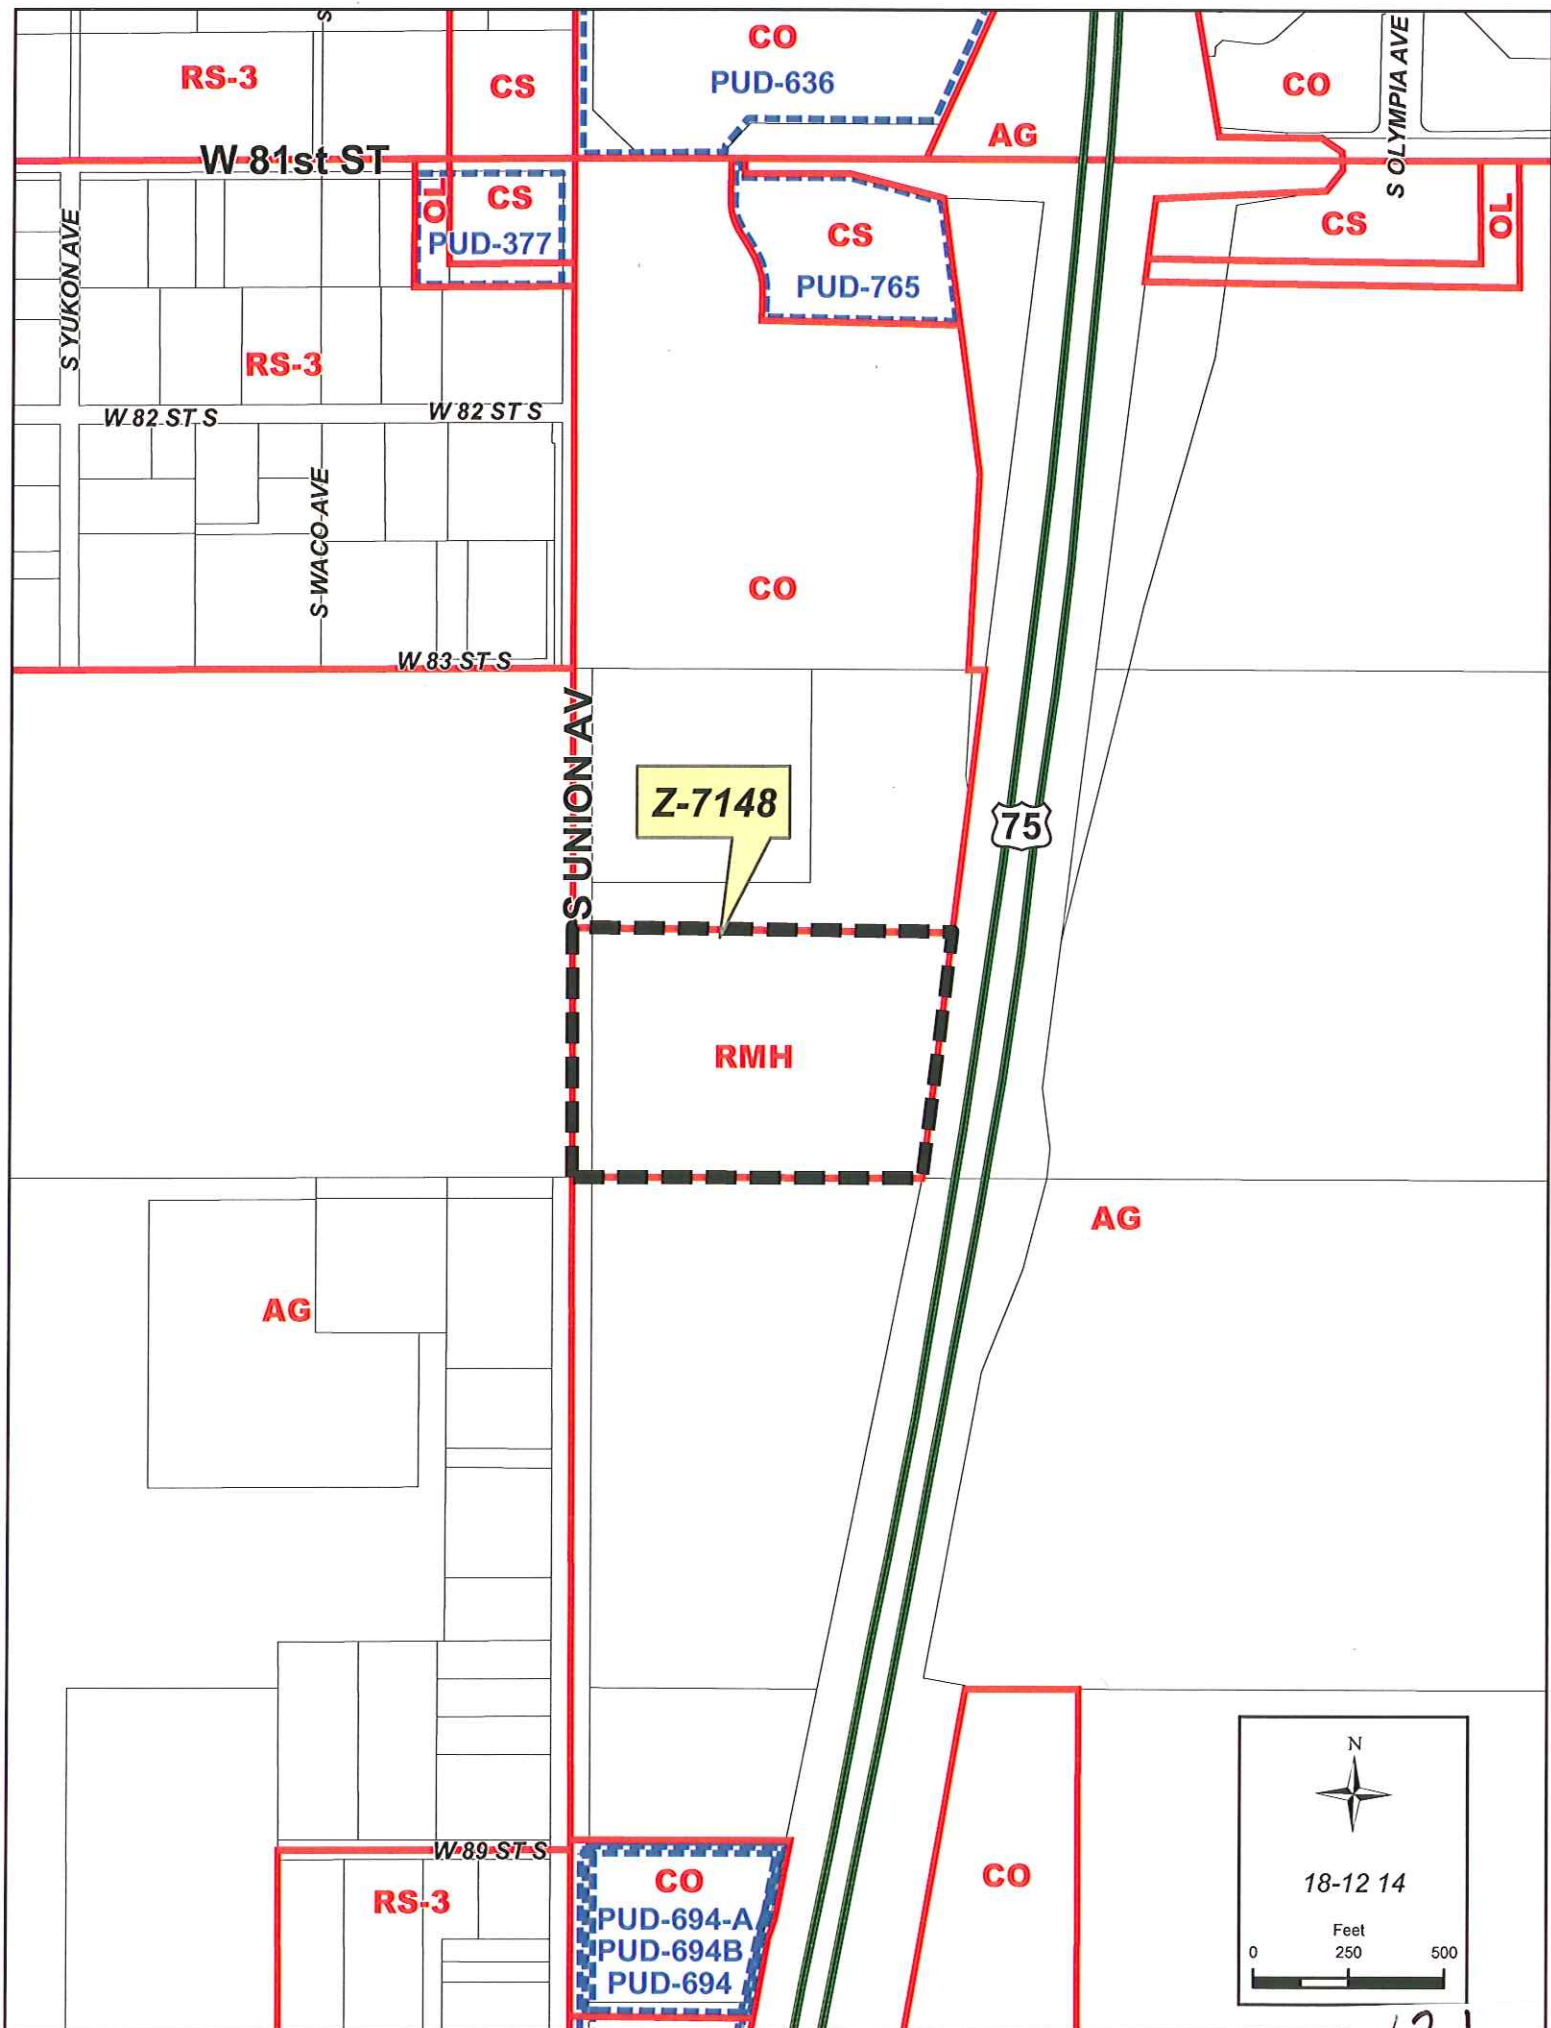 S
CO
RS-3
CS
PUD-636
CO
S OLYMPIA AVE
AG
W 81st ST
OL
CS
PUD-377
CS
PUD-765
CS
OL
S YUKON AVE
RS-3
W 82 ST S
W 82 ST S
S WACO AVE
CO
W 83 ST S
S UNION AV
Z-7148
75
RMH
AG
AG
W 89 ST S
RS-3
CO
PUD-694-A
PUD-694B
PUD-694
CO
N
18-12 14
Feet
0 250 500